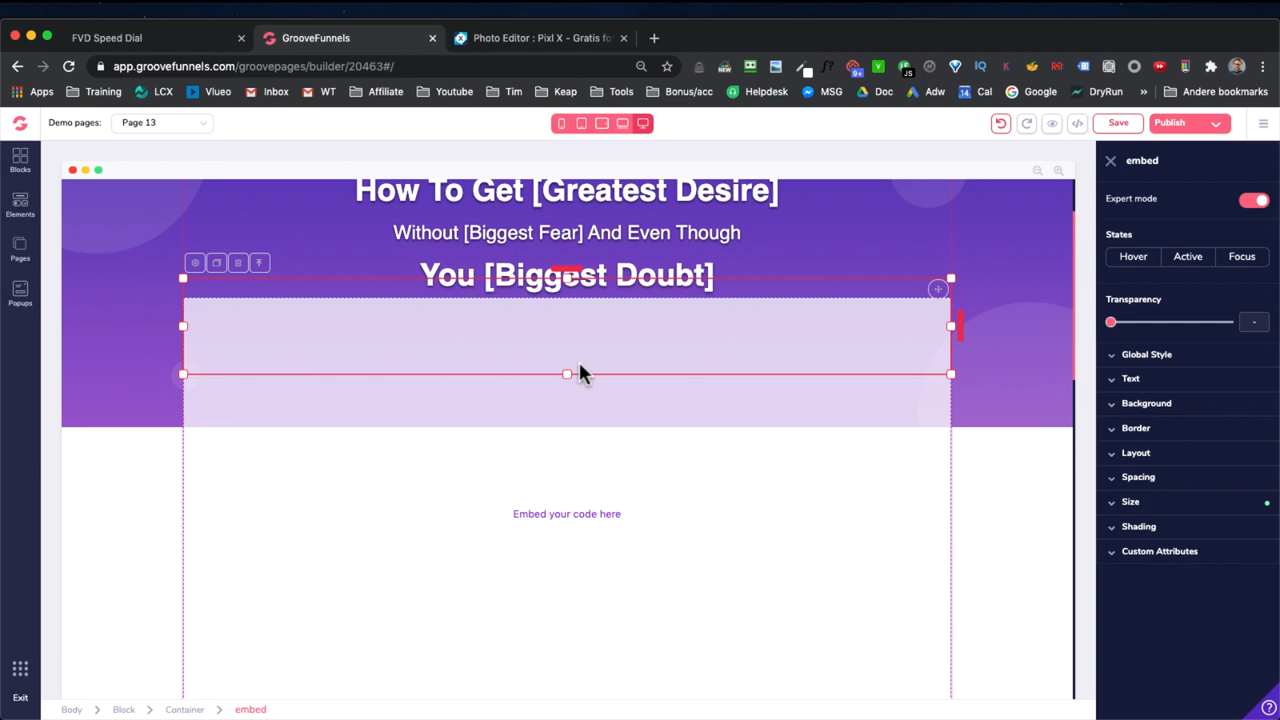 FVD Speed Dial
GrooveFunnels
Photo Editor : Pixl X - Gratis fo
app.groovefunnels.com/groovepages/builder/20463#/
Apps
Training
LCX
Vlueo
Inbox
WT
Affiliate
Youtube
Tim
Keap
Tools
Bonus/acc
Helpdesk
MSG
Doc
Adw
Cal
Google
DryRun
Andere bookmarks
Demo pages:
Page 13
Save
Publish
Blocks
Elements
Pages
Popups
Exit
How To Get [Greatest Desire]
Without [Biggest Fear] And Even Though
You [Biggest Doubt]
Embed your code here
embed
Expert mode
States
Hover
Active
Focus
Transparency
-
Global Style
Text
Background
Border
Layout
Spacing
Size
Shading
Custom Attributes
Body
Block
Container
embed